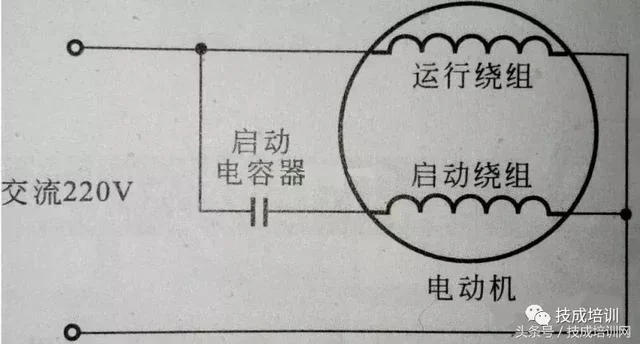 运行绕组
启动
电容器
交流220V
启动绕组
电动机
技成培训
头条号／技成培训网